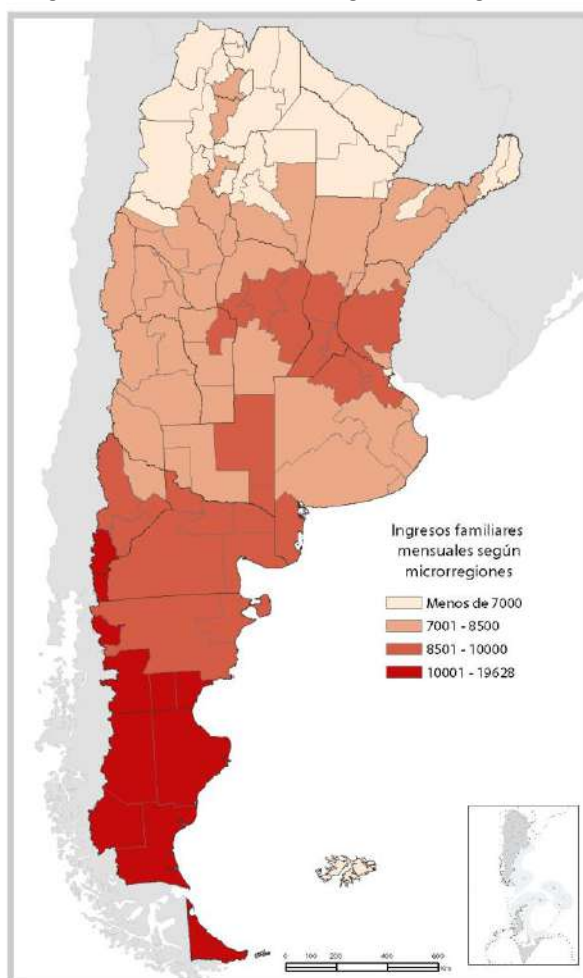 Ingresos familiares
mensuales según
microrregiones
Menos de 7000
7001 - 8500
8501 - 10000
10001 - 19628
0 100 200 400 600
Km